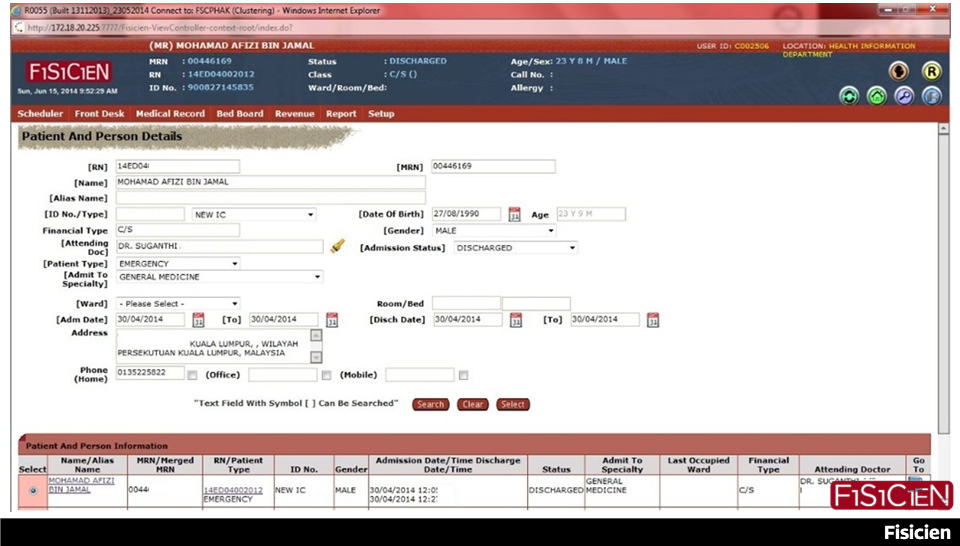 R0055 (Built 13112013)_23052014 Connect to: FSCPHAK (Clustering) - Windows Internet Explorer
http://172.18.20.225:7777/Fisicien-ViewController-context-root/index.do?
(MR) MOHAMAD AFIZI BIN JAMAL USER ID: C002506 LOCATION: HEALTH INFORMATION DEPARTMENT
FISICIEN
Sun, Jun 15, 2014 9:52:29 AM
MRN : 00446169 Status : DISCHARGED Age/Sex: 23 Y 8 M / MALE
RN : 14ED04002012 Class : C/S () Call No. :
ID No. : 900827145835 Ward/Room/Bed: Allergy :
Scheduler Front Desk Medical Record Bed Board Revenue Report Setup
Patient And Person Details
[RN] 14ED04 [MRN] 00446169
[Name] MOHAMAD AFIZI BIN JAMAL
[Alias Name]
[ID No./Type] NEW IC [Date Of Birth] 27/08/1990 Age 23 Y 9 M
Financial Type C/S [Gender] MALE
[Attending Doc] DR. SUGANTHI [Admission Status] DISCHARGED
[Patient Type] EMERGENCY
[Admit To Specialty] GENERAL MEDICINE
[Ward] - Please Select - Room/Bed
[Adm Date] 30/04/2014 [To] 30/04/2014 [Disch Date] 30/04/2014 [To] 30/04/2014
Address
KUALA LUMPUR, , WILAYAH
PERSEKUTUAN KUALA LUMPUR, MALAYSIA
Phone (Home) 0135225822 (Office) (Mobile)
"Text Field With Symbol [ ] Can Be Searched" Search Clear Select
Patient And Person Information
Select Name/Alias Name MRN/Merged MRN RN/Patient Type ID No. Gender Admission Date/Time Discharge Date/Time Status Admit To Specialty Last Occupied Ward Financial Type Attending Doctor Go To
MOHAMAD AFIZI BIN JAMAL 0044 14ED04002012 EMERGENCY NEW IC MALE 30/04/2014 12:0 30/04/2014 12:2 DISCHARGED GENERAL MEDICINE C/S DR. SUGANTHI
FISICIEN
Fisicien